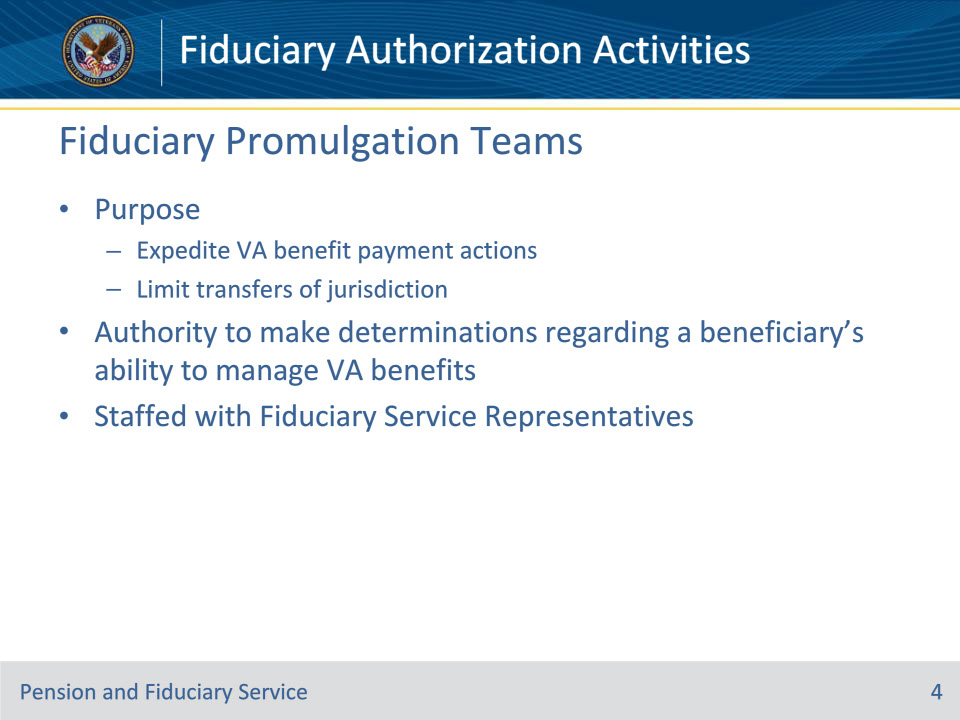 Fiduciary Authorization Activities
Fiduciary Promulgation Teams
• Purpose
– Expedite VA benefit payment actions
– Limit transfers of jurisdiction
• Authority to make determinations regarding a beneficiary’s
ability to manage VA benefits
• Staffed with Fiduciary Service Representatives
Pension and Fiduciary Service
4